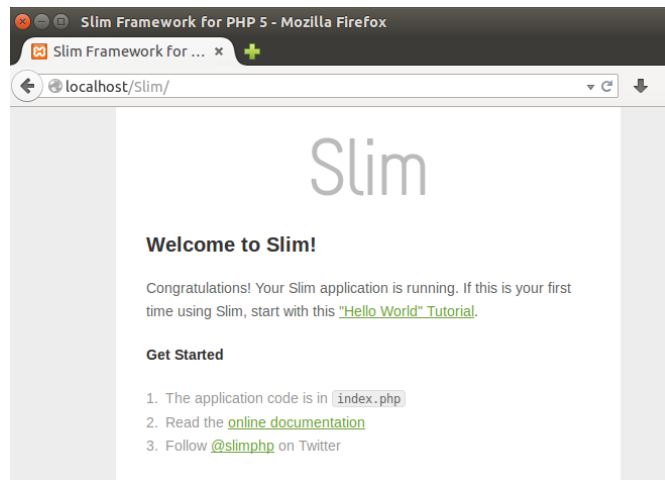 Slim Framework for PHP 5 - Mozilla Firefox
Slim Framework for ... ×
localhost/Slim/
Slim
Welcome to Slim!
Congratulations! Your Slim application is running. If this is your first
time using Slim, start with this "Hello World" Tutorial.
Get Started
1. The application code is in index.php
2. Read the online documentation
3. Follow @slimphp on Twitter